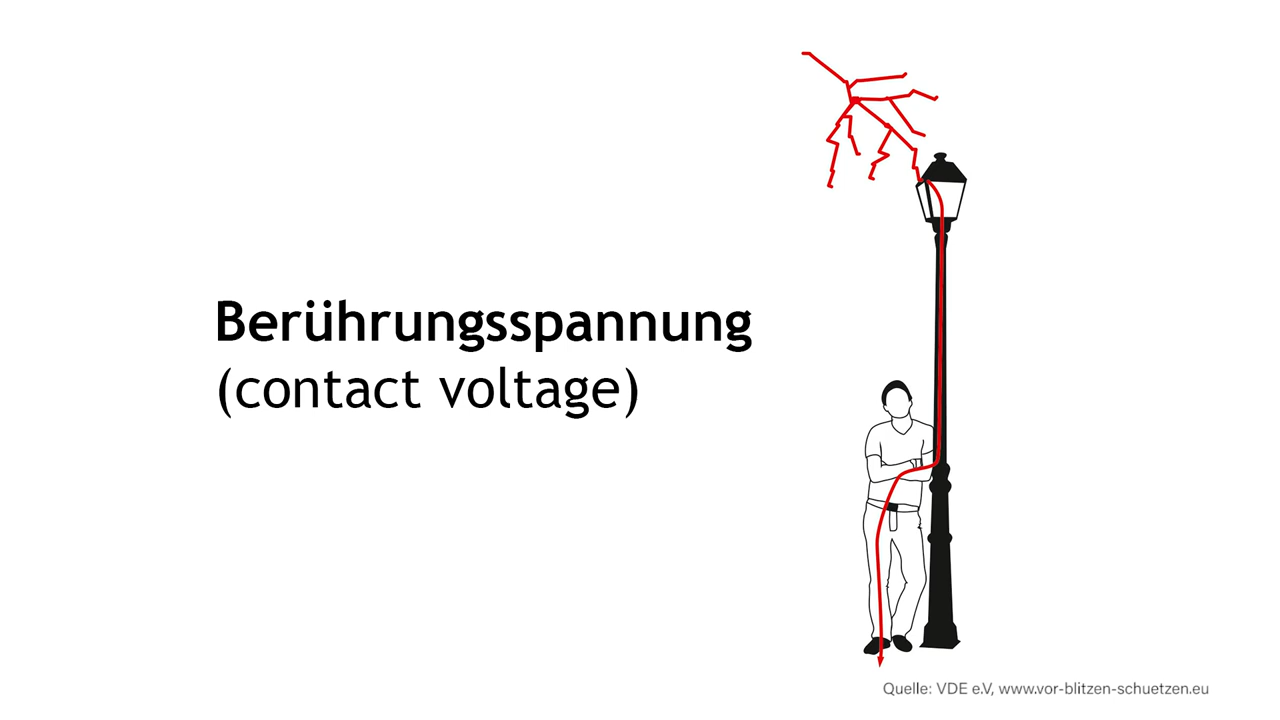 Berührungsspannung
(contact voltage)
Quelle: VDE e.V, www.vor-blitzen-schuetzen.eu